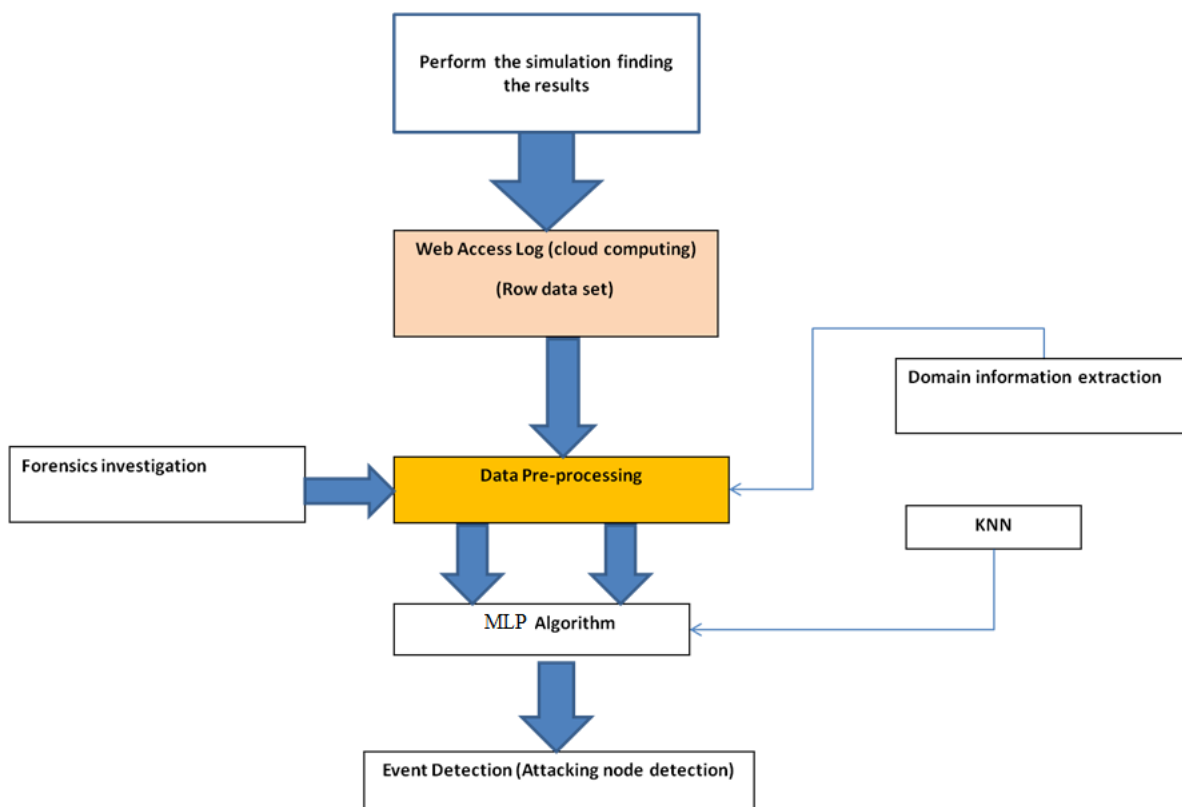 Perform the simulation finding
the results
Web Access Log (cloud computing)
(Row data set)
Domain information extraction
Forensics investigation
Data Pre-processing
KNN
MLP Algorithm
Event Detection (Attacking node detection)